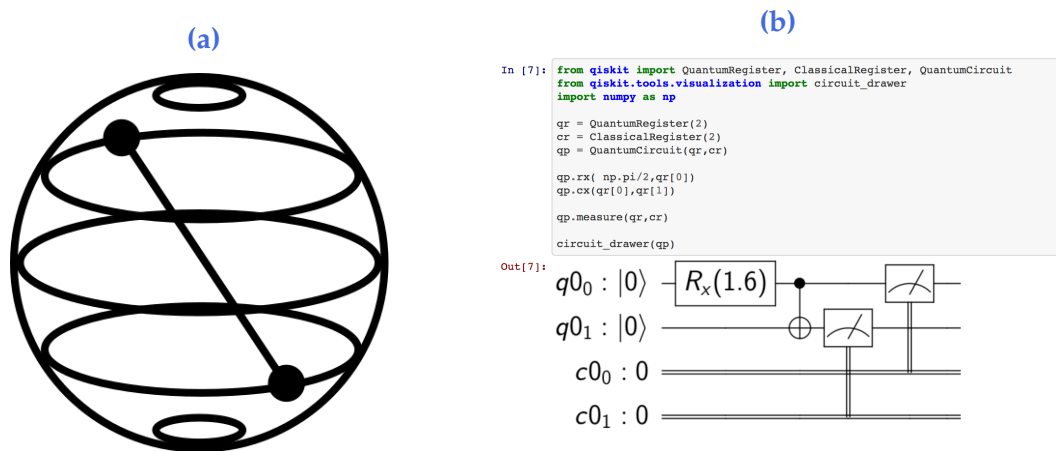 (a)
(b)
In [7]: from qiskit import QuantumRegister, ClassicalRegister, QuantumCircuit
from qiskit.tools.visualization import circuit_drawer
import numpy as np
qr = QuantumRegister(2)
cr = ClassicalRegister(2)
qp = QuantumCircuit(qr,cr)
qp.rx( np.pi/2,qr[0])
qp.cx(qr[0],qr[1])
qp.measure(qr,cr)
circuit_drawer(qp)
Out[7]:
q0₀ : |0⟩ Rₓ(1.6)
q0₁ : |0⟩
c0₀ : 0
c0₁ : 0